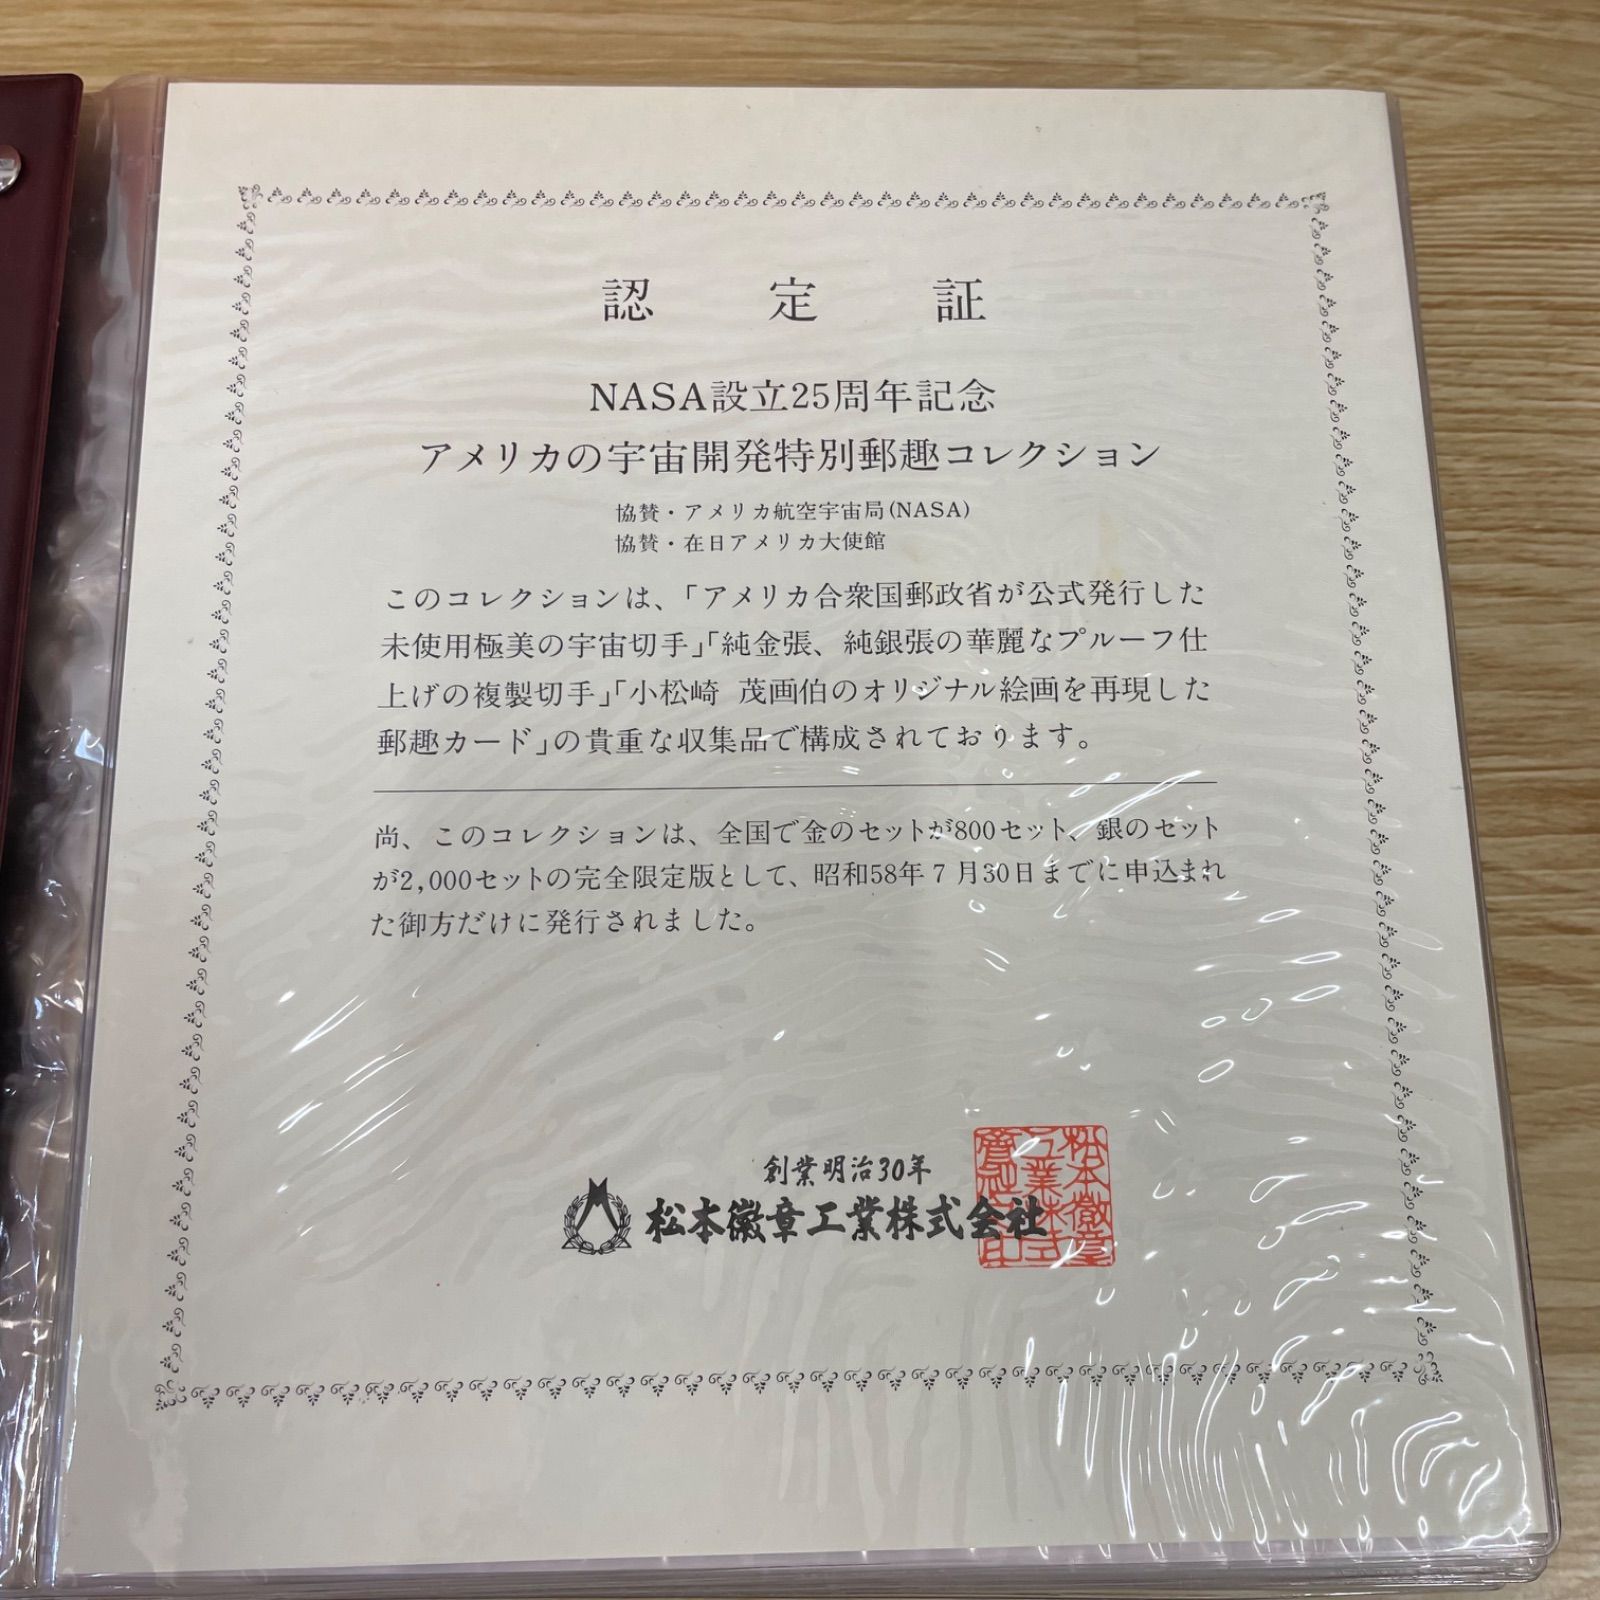 認定証
NASA設立25周年記念
アメリカの宇宙開発特別郵趣コレクション
協賛・アメリカ航空宇宙局(NASA)
協賛・在日アメリカ大使館
このコレクションは、「アメリカ合衆国郵政省が公式発行した
未使用極美の宇宙切手」「純金張、純銀張の華麗なプルーフ仕
上げの複製切手」「小松崎 茂画伯のオリジナル絵画を再現した
郵趣カード」の貴重な収集品で構成されております。
尚、このコレクションは、全国で金のセットが800セット、銀のセット
が2,000セットの完全限定版として、昭和58年7月30日までに申込まれ
た御方だけに発行されました。
創業明治30年
松本徽章工業株式会社
松本徽章
工業株式
會社之印